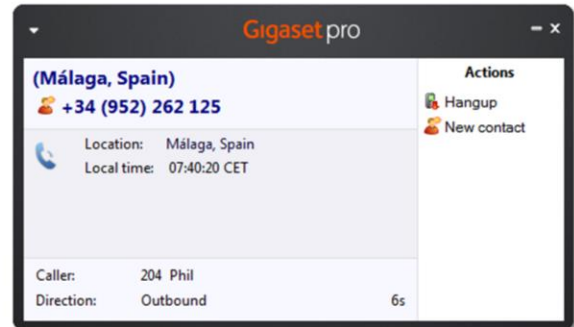 Gigaset pro
(Málaga, Spain)
+34 (952) 262 125
Location: Málaga, Spain
Local time: 07:40:20 CET
Caller: 204 Phil
Direction: Outbound 6s
Actions
Hangup
New contact